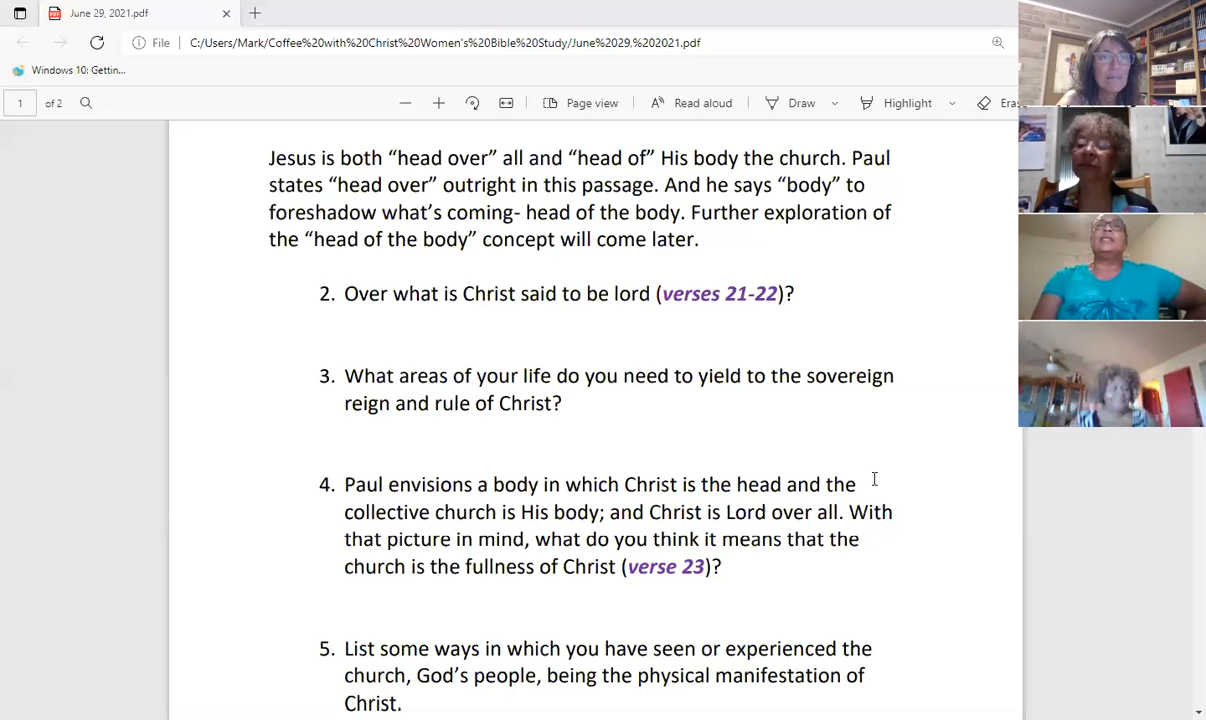 June 29, 2021.pdf
File C:/Users/Mark/Coffee%20with%20Christ%20Women's%20Bible%20Study/June%2029,%202021.pdf
Windows 10: Gettin...
1 of 2 Page view Read aloud Draw Highlight Eras
Jesus is both “head over” all and “head of” His body the church. Paul
states “head over” outright in this passage. And he says “body” to
foreshadow what’s coming- head of the body. Further exploration of
the “head of the body” concept will come later.
2. Over what is Christ said to be lord (verses 21-22)?
3. What areas of your life do you need to yield to the sovereign
reign and rule of Christ?
4. Paul envisions a body in which Christ is the head and the
collective church is His body; and Christ is Lord over all. With
that picture in mind, what do you think it means that the
church is the fullness of Christ (verse 23)?
5. List some ways in which you have seen or experienced the
church, God’s people, being the physical manifestation of
Christ.